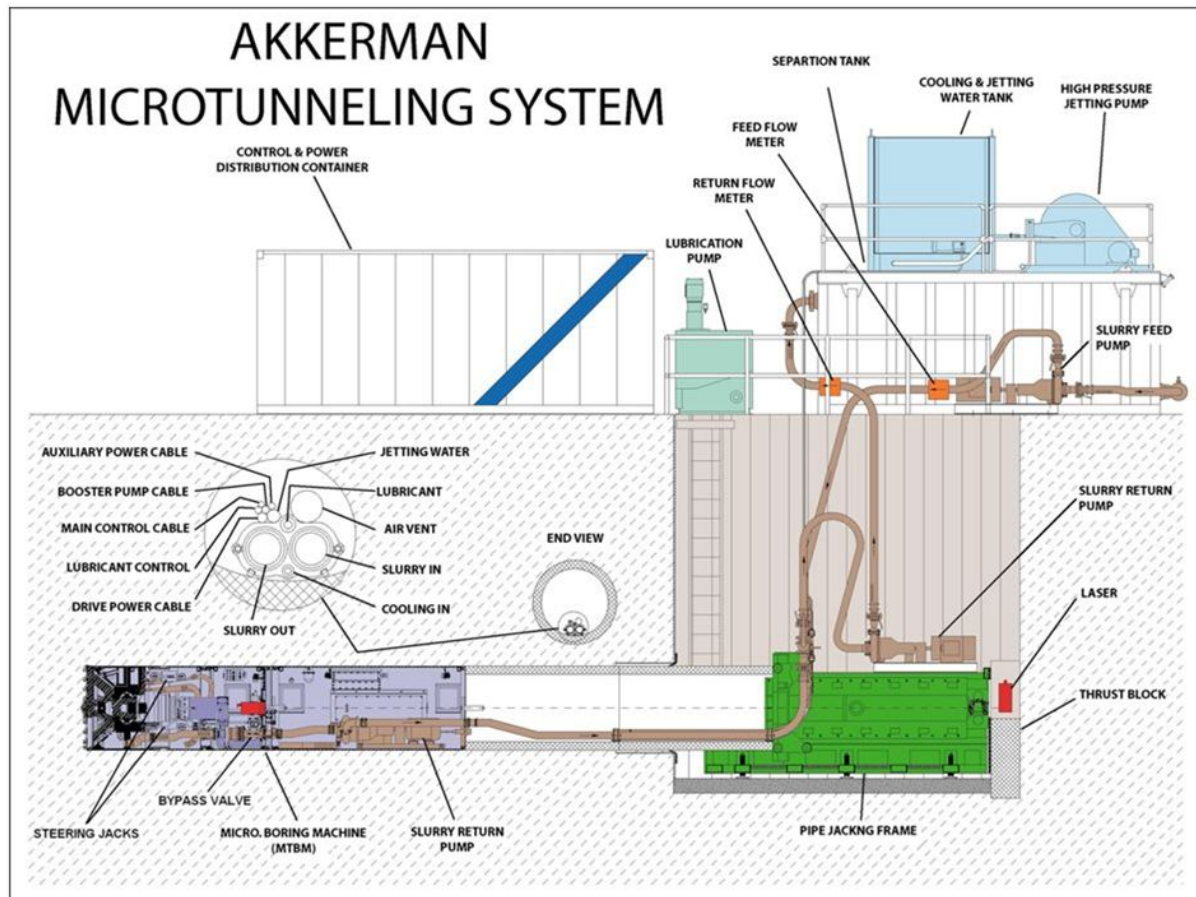 AKKERMAN
MICROTUNNELING SYSTEM
CONTROL & POWER
DISTRIBUTION CONTAINER
SEPARTION TANK
COOLING & JETTING
WATER TANK
HIGH PRESSURE
JETTING PUMP
FEED FLOW
METER
RETURN FLOW
METER
LUBRICATION
PUMP
SLURRY FEED
PUMP
AUXILIARY POWER CABLE
BOOSTER PUMP CABLE
MAIN CONTROL CABLE
LUBRICANT CONTROL
DRIVE POWER CABLE
SLURRY OUT
JETTING WATER
LUBRICANT
AIR VENT
SLURRY IN
COOLING IN
END VIEW
SLURRY RETURN
PUMP
LASER
THRUST BLOCK
STEERING JACKS
BYPASS VALVE
MICRO. BORING MACHINE
(MTBM)
SLURRY RETURN
PUMP
PIPE JACKNG FRAME